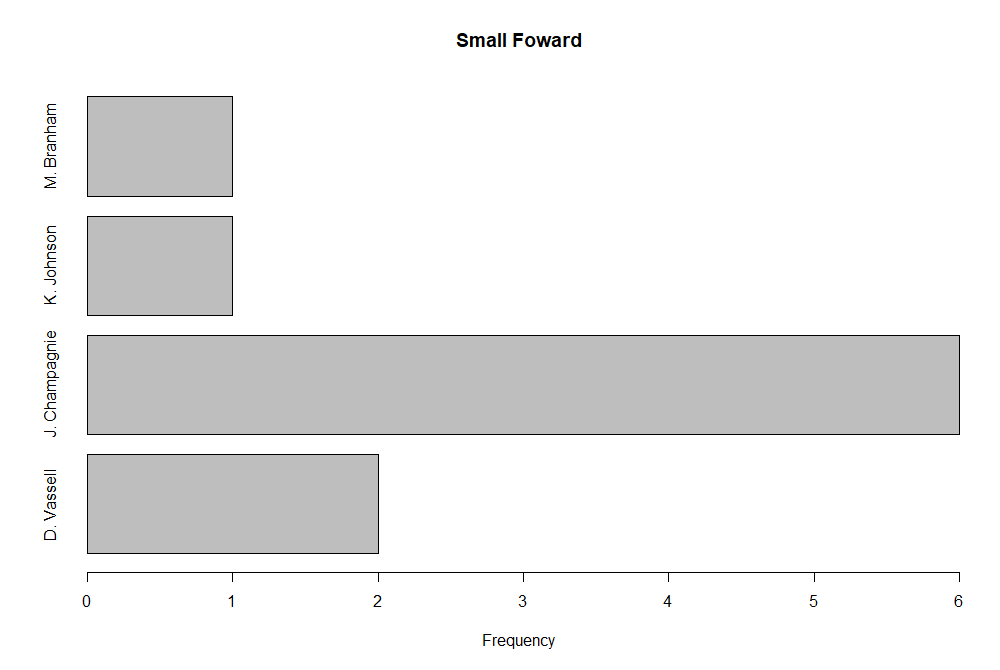 Small Foward
M. Branham
K. Johnson
J. Champagnie
D. Vassell
0 1 2 3 4 5 6
Frequency